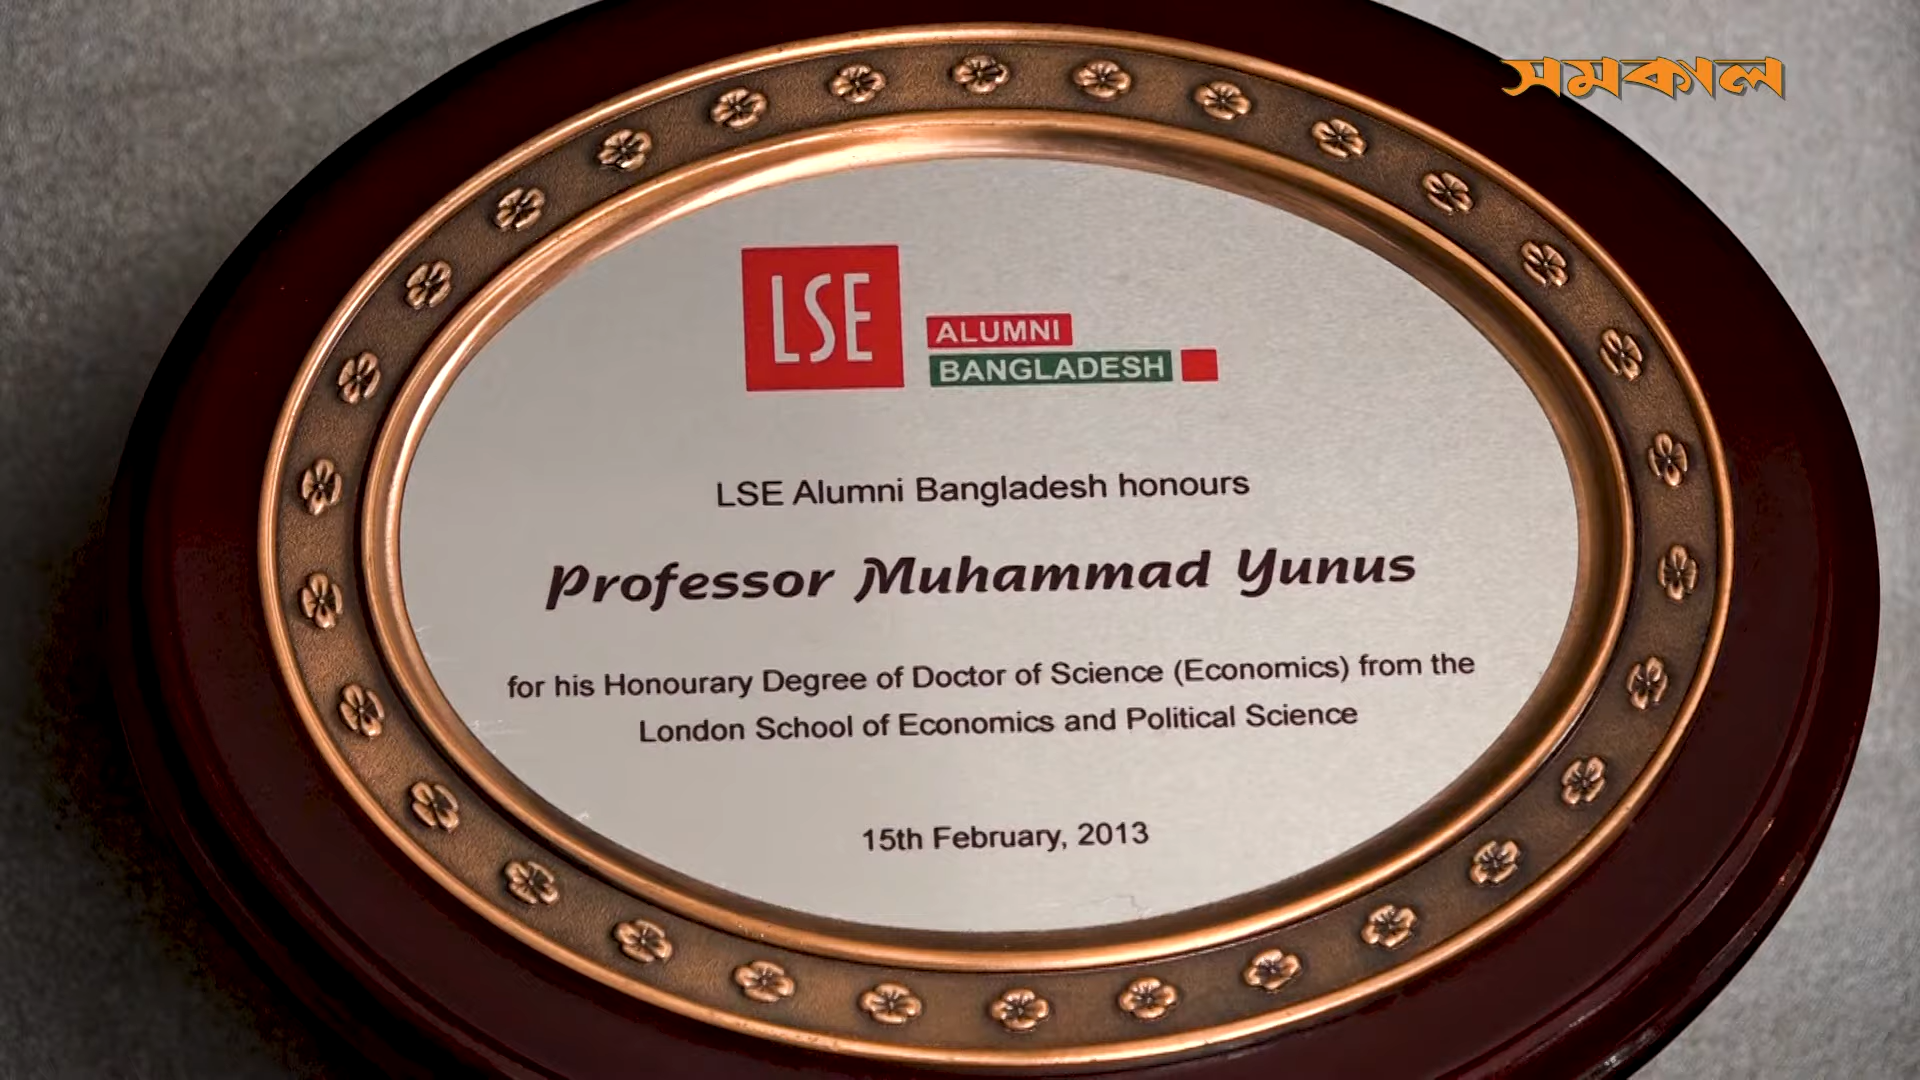 সমকাল
LSE
ALUMNI
BANGLADESH
LSE Alumni Bangladesh honours
Professor Muhammad Yunus
for his Honourary Degree of Doctor of Science (Economics) from the
London School of Economics and Political Science
15th February, 2013